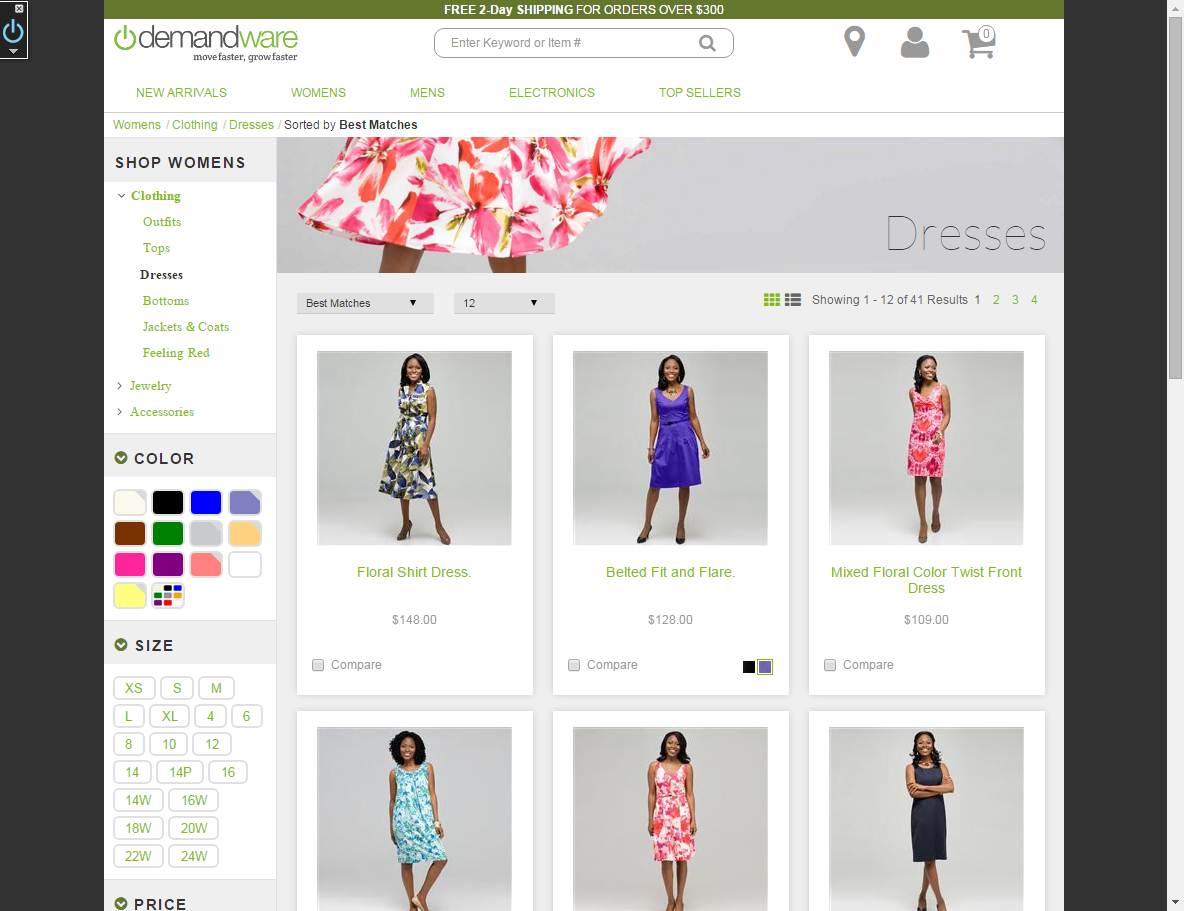 FREE 2-Day SHIPPING FOR ORDERS OVER $300
demandware
move faster, grow faster
Enter Keyword or Item #
0
NEW ARRIVALS WOMENS MENS ELECTRONICS TOP SELLERS
Womens / Clothing / Dresses / Sorted by Best Matches
SHOP WOMENS
Clothing
Outfits
Tops
Dresses
Bottoms
Jackets & Coats
Feeling Red
Jewelry
Accessories
COLOR
SIZE
XS S M
L XL 4 6
8 10 12
14 14P 16
14W 16W
18W 20W
22W 24W
PRICE
Dresses
Best Matches 12 Showing 1 - 12 of 41 Results 1 2 3 4
Floral Shirt Dress.
$148.00
Compare
Belted Fit and Flare.
$128.00
Compare
Mixed Floral Color Twist Front
Dress
$109.00
Compare